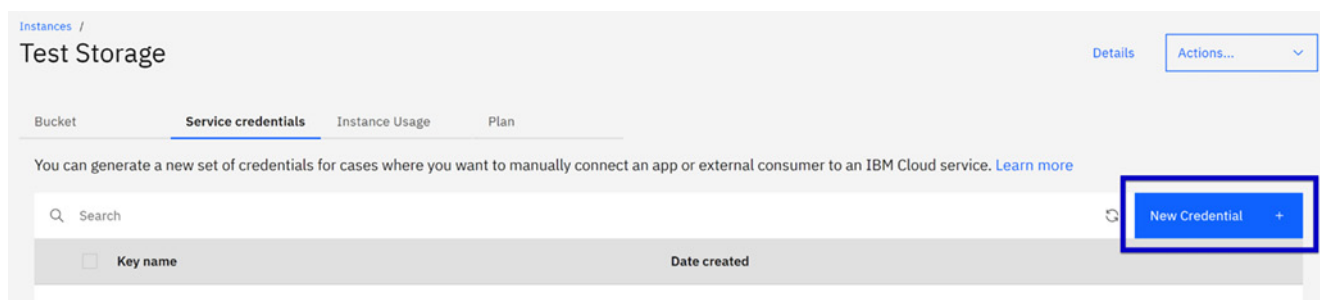 Instances /
Test Storage
Details
Actions...
Bucket
Service credentials
Instance Usage
Plan
You can generate a new set of credentials for cases where you want to manually connect an app or external consumer to an IBM Cloud service. Learn more
Search
New Credential +
Key name
Date created